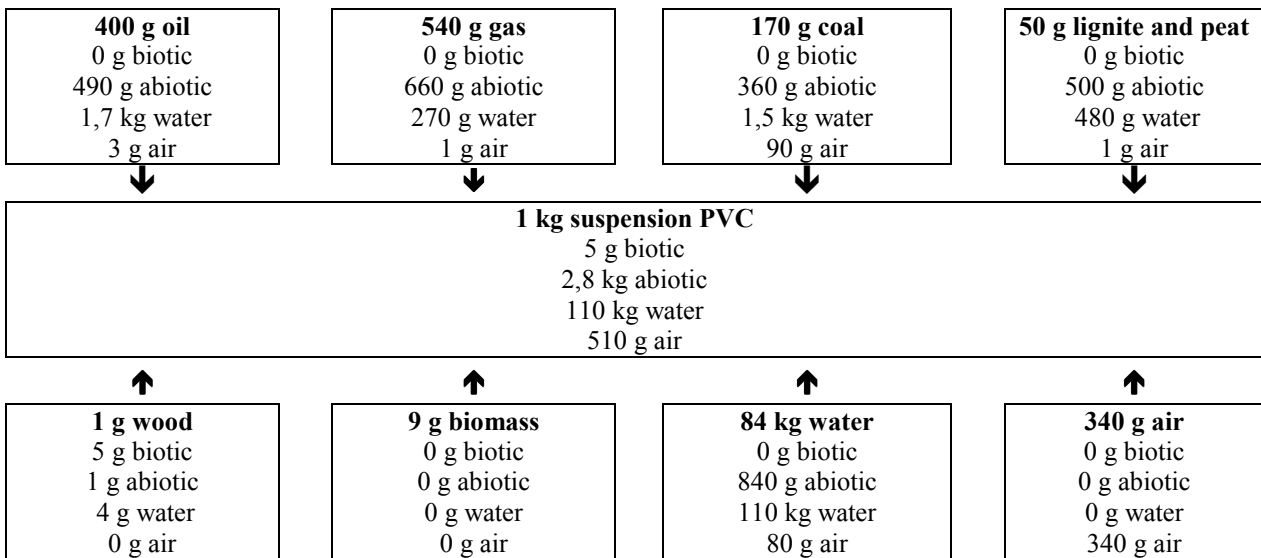 400 g oil
0 g biotic
490 g abiotic
1,7 kg water
3 g air
540 g gas
0 g biotic
660 g abiotic
270 g water
1 g air
170 g coal
0 g biotic
360 g abiotic
1,5 kg water
90 g air
50 g lignite and peat
0 g biotic
500 g abiotic
480 g water
1 g air
1 kg suspension PVC
5 g biotic
2,8 kg abiotic
110 kg water
510 g air
1 g wood
5 g biotic
1 g abiotic
4 g water
0 g air
9 g biomass
0 g biotic
0 g abiotic
0 g water
0 g air
84 kg water
0 g biotic
840 g abiotic
110 kg water
80 g air
340 g air
0 g biotic
0 g abiotic
0 g water
340 g air